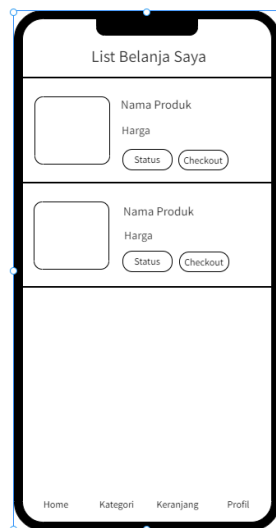 List Belanja Saya
Nama Produk
Harga
Status Checkout
Nama Produk
Harga
Status Checkout
Home Kategori Keranjang Profil